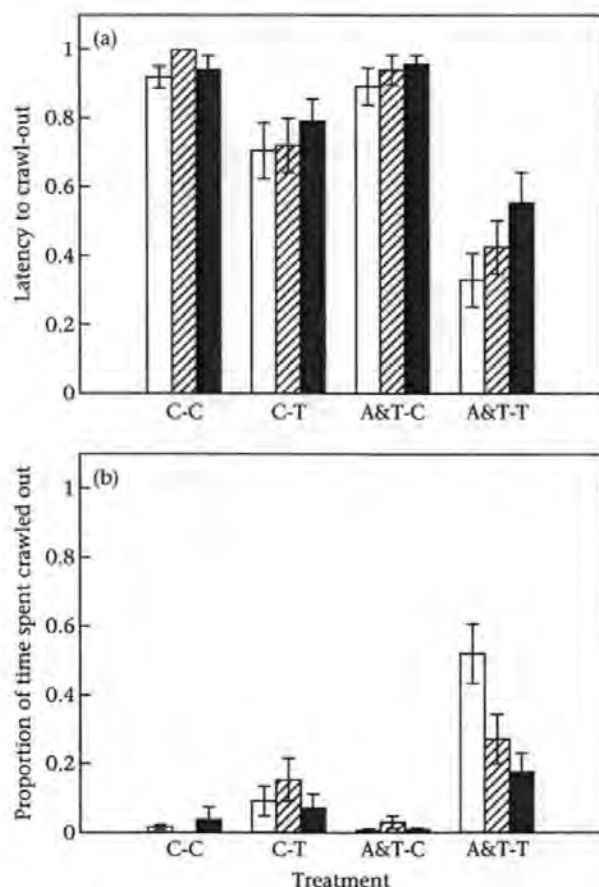 (a)
Latency to crawl-out
1
0.8
0.6
0.4
0.2
0
C-C C-T A&T-C A&T-T
(b)
Proportion of time spent crawled out
1
0.8
0.6
0.4
0.2
0
C-C C-T A&T-C A&T-T
Treatment